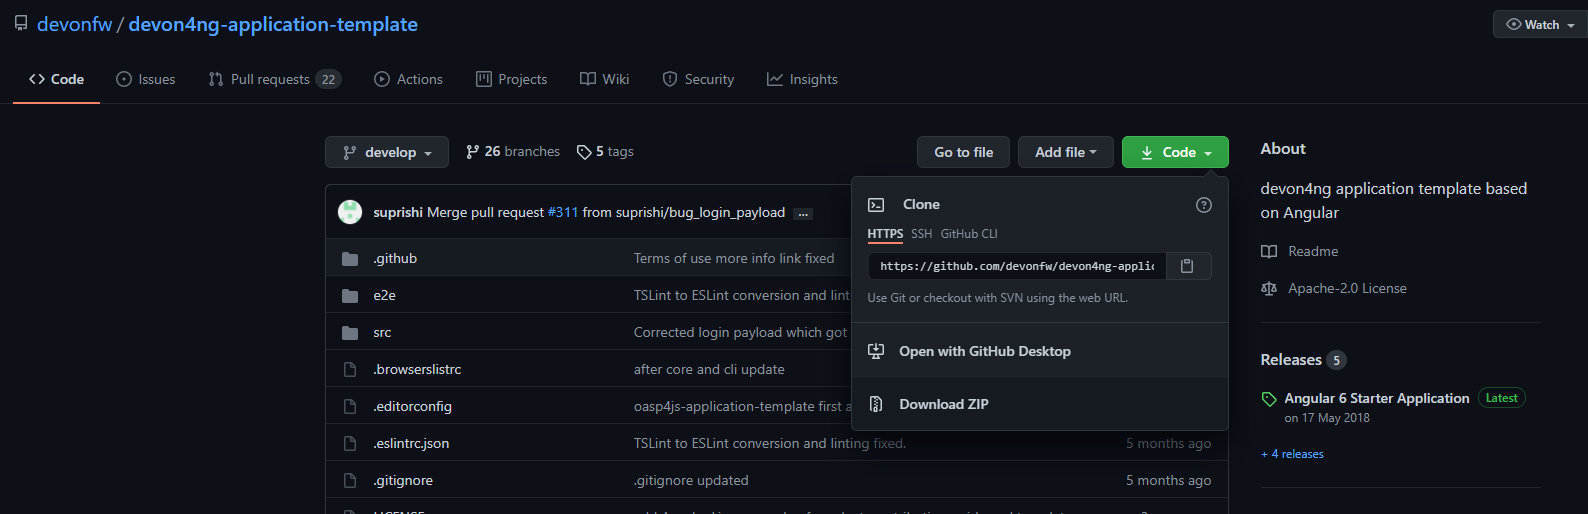 devonfw / devon4ng-application-template
Watch
Code Issues Pull requests 22 Actions Projects Wiki Security Insights
develop 26 branches 5 tags Go to file Add file Code
suprishi Merge pull request #311 from suprishi/bug_login_payload ...
.github Terms of use more info link fixed
e2e TSLint to ESLint conversion and lint
src Corrected login payload which got
.browserslistrc after core and cli update
.editorconfig oasp4js-application-template first a
.eslintrc.json TSLint to ESLint conversion and linting fixed. 5 months ago
.gitignore .gitignore updated 5 months ago
Clone
HTTPS SSH GitHub CLI
https://github.com/devonfw/devon4ng-applic
Use Git or checkout with SVN using the web URL.
Open with GitHub Desktop
Download ZIP
About
devon4ng application template based
on Angular
Readme
Apache-2.0 License
Releases 5
Angular 6 Starter Application Latest
on 17 May 2018
+ 4 releases